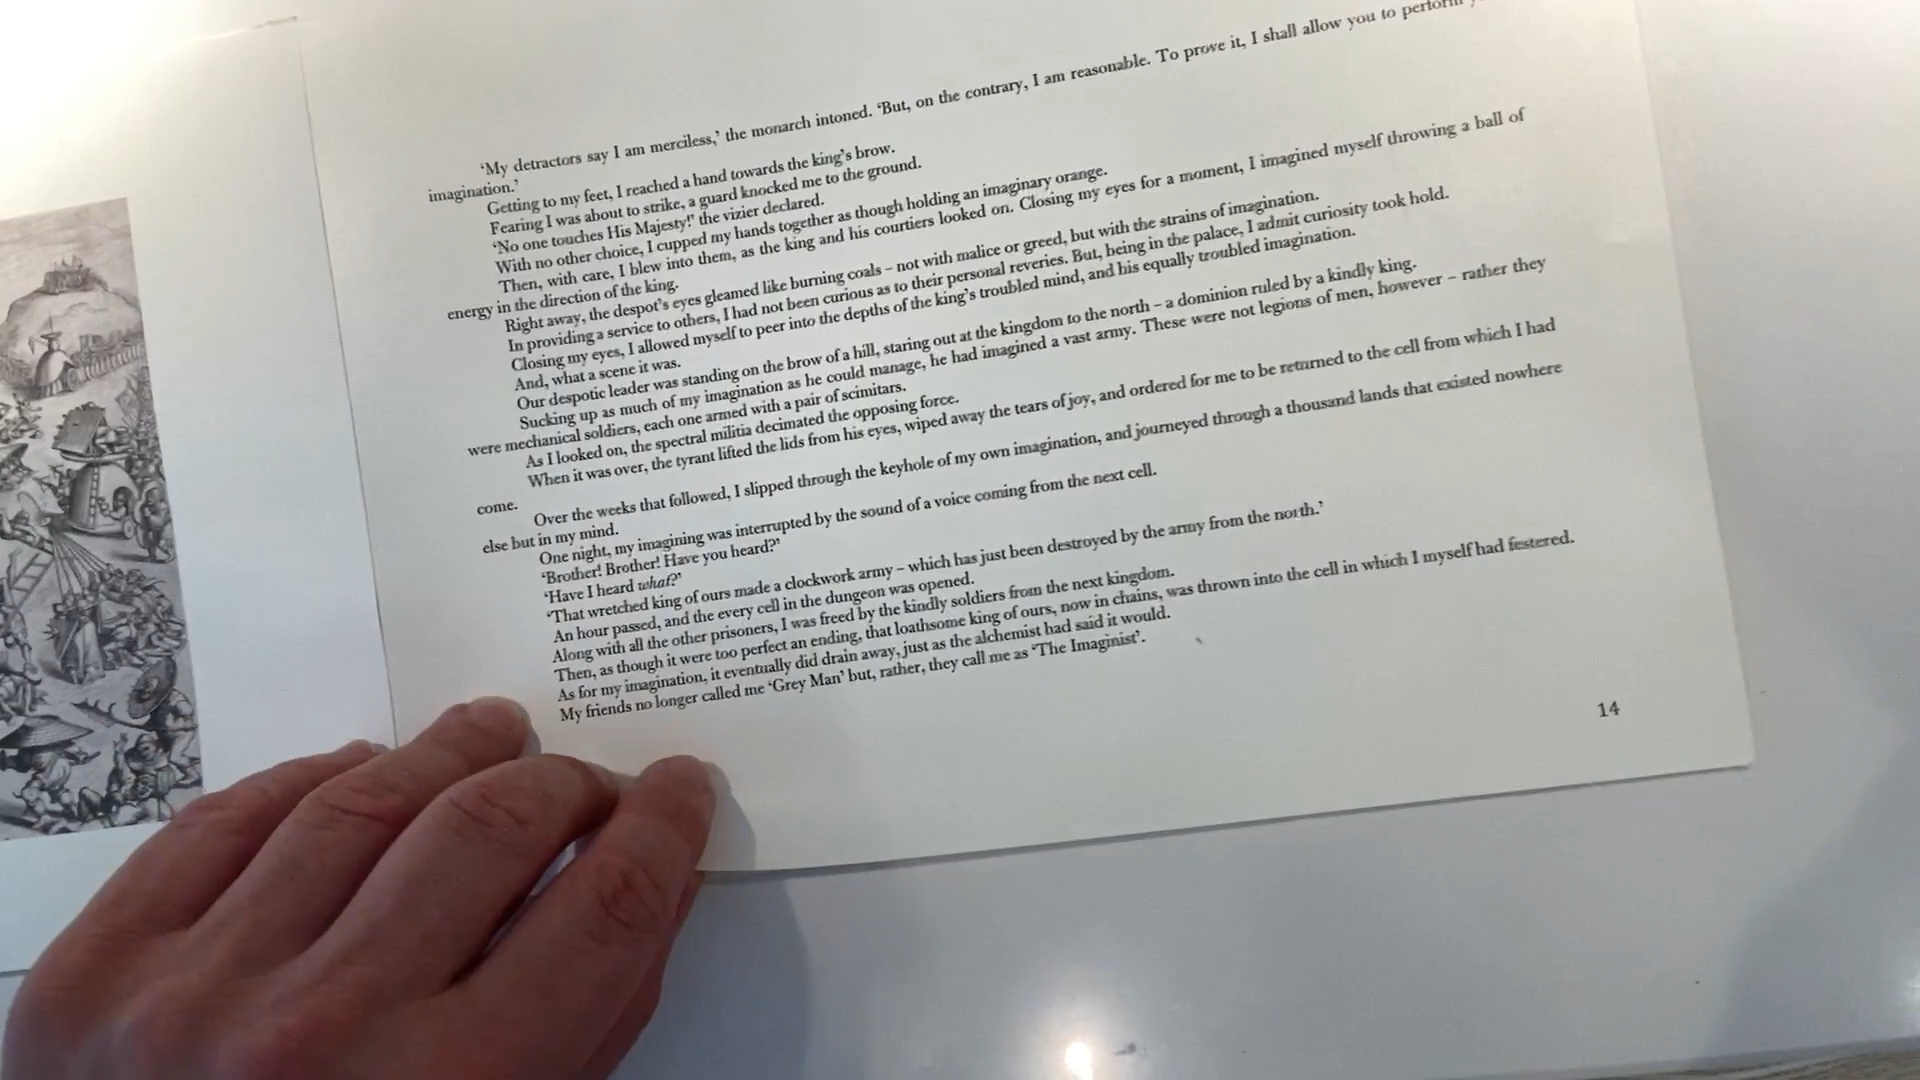 ‘My detractors say I am merciless,’ the monarch intoned. ‘But, on the contrary, I am reasonable. To prove it, I shall allow you to perform
imagination.’
Getting to my feet, I reached a hand towards the king’s brow.
Fearing I was about to strike, a guard knocked me to the ground.
‘No one touches His Majesty!’ the vizier declared.
With no other choice, I cupped my hands together as though holding an imaginary orange.
Then, with care, I blew into them, as the king and his courtiers looked on. Closing my eyes for a moment, I imagined myself throwing a ball of
energy in the direction of the king.
Right away, the despot’s eyes gleamed like burning coals – not with malice or greed, but with the strains of imagination.
In providing a service to others, I had not been curious as to their personal reveries. But, being in the palace, I admit curiosity took hold.
Closing my eyes, I allowed myself to peer into the depths of the king’s troubled mind, and his equally troubled imagination.
And, what a scene it was.
Our despotic leader was standing on the brow of a hill, staring out at the kingdom to the north – a dominion ruled by a kindly king.
Sucking up as much of my imagination as he could manage, he had imagined a vast army. These were not legions of men, however – rather they
were mechanical soldiers, each one armed with a pair of scimitars.
As I looked on, the spectral militia decimated the opposing force.
When it was over, the tyrant lifted the lids from his eyes, wiped away the tears of joy, and ordered for me to be returned to the cell from which I had
come.
Over the weeks that followed, I slipped through the keyhole of my own imagination, and journeyed through a thousand lands that existed nowhere
else but in my mind.
One night, my imagining was interrupted by the sound of a voice coming from the next cell.
‘Brother! Brother! Have you heard?’
‘Have I heard what?’
‘That wretched king of ours made a clockwork army – which has just been destroyed by the army from the north.’
An hour passed, and the every cell in the dungeon was opened.
Along with all the other prisoners, I was freed by the kindly soldiers from the next kingdom.
Then, as though it were too perfect an ending, that loathsome king of ours, now in chains, was thrown into the cell in which I myself had festered.
As for my imagination, it eventually did drain away, just as the alchemist had said it would.
My friends no longer called me ‘Grey Man’ but, rather, they call me as ‘The Imaginist’.
14